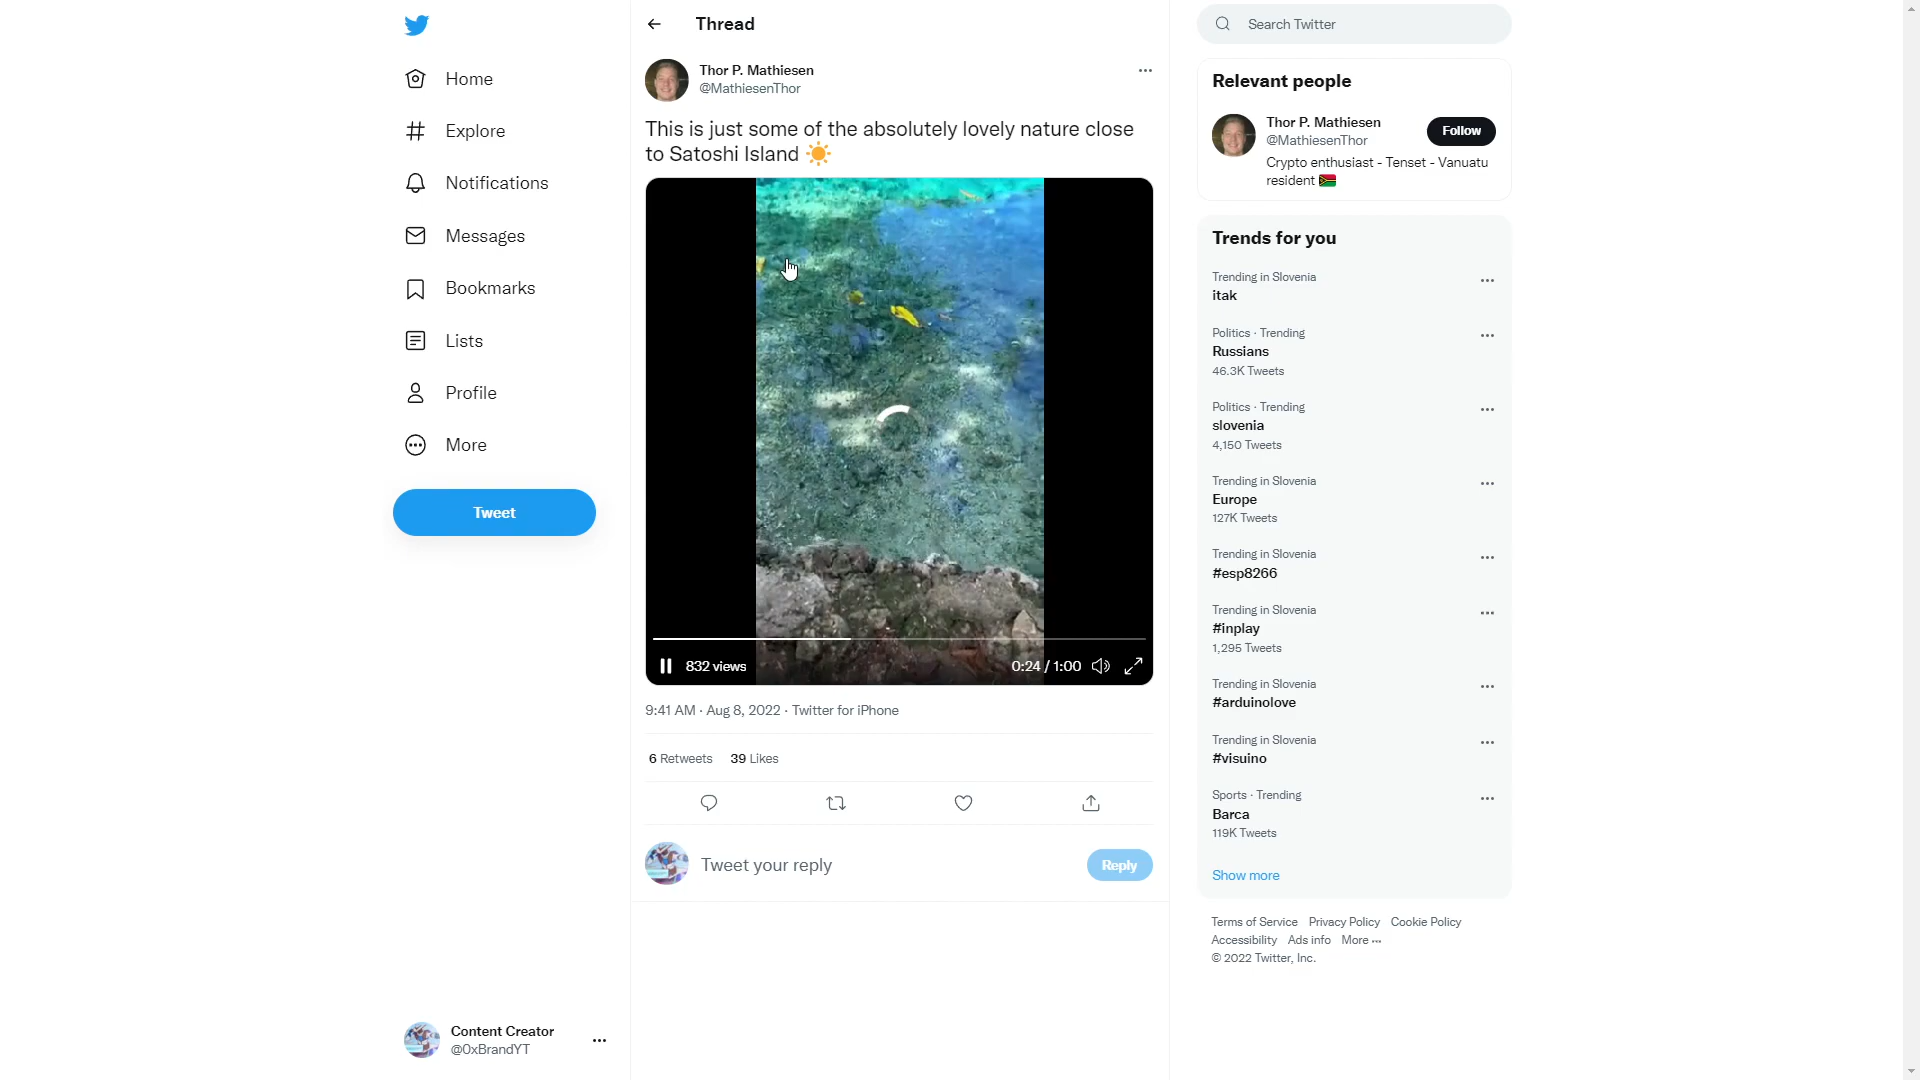 Home
Explore
Notifications
Messages
Bookmarks
Lists
Profile
More
Tweet
Content Creator
@0xBrandYT
Thread
Thor P. Mathiesen
@MathiesenThor
This is just some of the absolutely lovely nature close
to Satoshi Island
832 views
0:24 / 1:00
9:41 AM · Aug 8, 2022 · Twitter for iPhone
6 Retweets 39 Likes
Tweet your reply
Reply
Search Twitter
Relevant people
Thor P. Mathiesen
@MathiesenThor
Follow
Crypto enthusiast - Tenset - Vanuatu
resident
Trends for you
Trending in Slovenia
itak
Politics · Trending
Russians
46.3K Tweets
Politics · Trending
slovenia
4,150 Tweets
Trending in Slovenia
Europe
127K Tweets
Trending in Slovenia
#esp8266
Trending in Slovenia
#inplay
1,295 Tweets
Trending in Slovenia
#arduinolove
Trending in Slovenia
#visuino
Sports · Trending
Barca
119K Tweets
Show more
Terms of Service Privacy Policy Cookie Policy
Accessibility Ads info More ···
© 2022 Twitter, Inc.